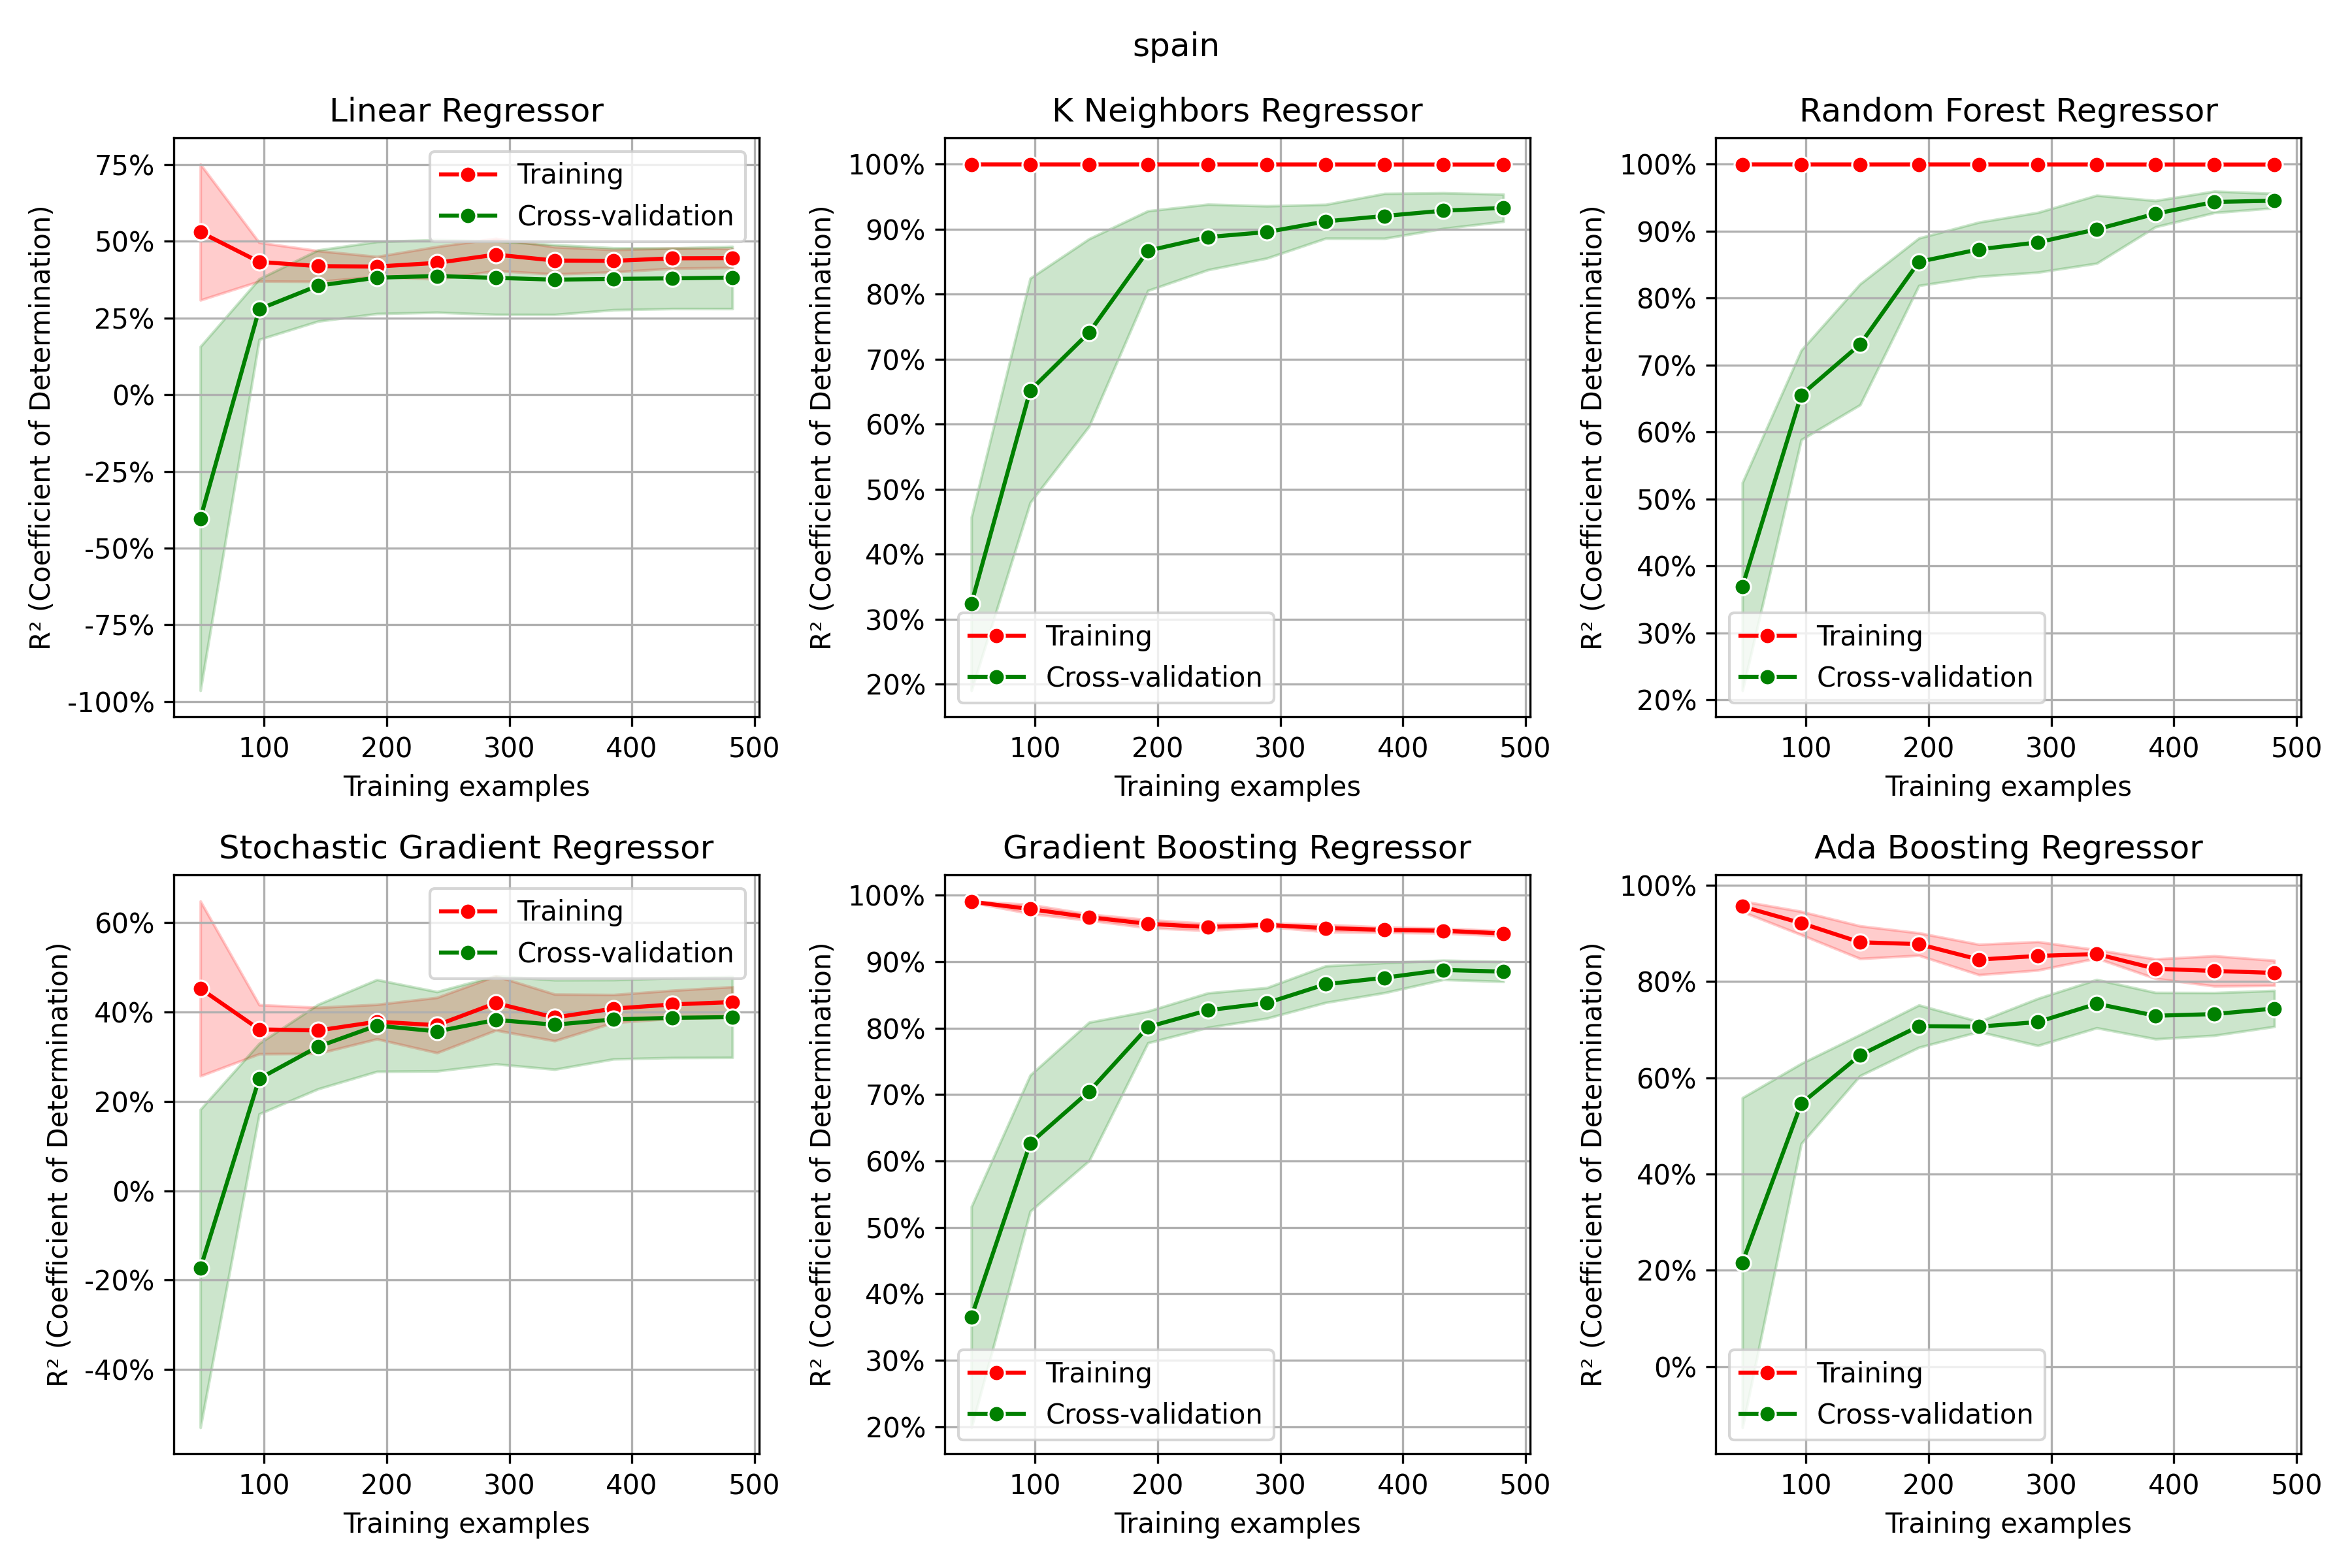 spain
Linear Regressor
75%
50%
25%
0%
-25%
-50%
-75%
-100%
R² (Coefficient of Determination)
Training
Cross-validation
100 200 300 400 500
Training examples
K Neighbors Regressor
100%
90%
80%
70%
60%
50%
40%
30%
20%
R² (Coefficient of Determination)
Training
Cross-validation
100 200 300 400 500
Training examples
Random Forest Regressor
100%
90%
80%
70%
60%
50%
40%
30%
20%
R² (Coefficient of Determination)
Training
Cross-validation
100 200 300 400 500
Training examples
Stochastic Gradient Regressor
60%
40%
20%
0%
-20%
-40%
R² (Coefficient of Determination)
Training
Cross-validation
100 200 300 400 500
Training examples
Gradient Boosting Regressor
100%
90%
80%
70%
60%
50%
40%
30%
20%
R² (Coefficient of Determination)
Training
Cross-validation
100 200 300 400 500
Training examples
Ada Boosting Regressor
100%
80%
60%
40%
20%
0%
R² (Coefficient of Determination)
Training
Cross-validation
100 200 300 400 500
Training examples